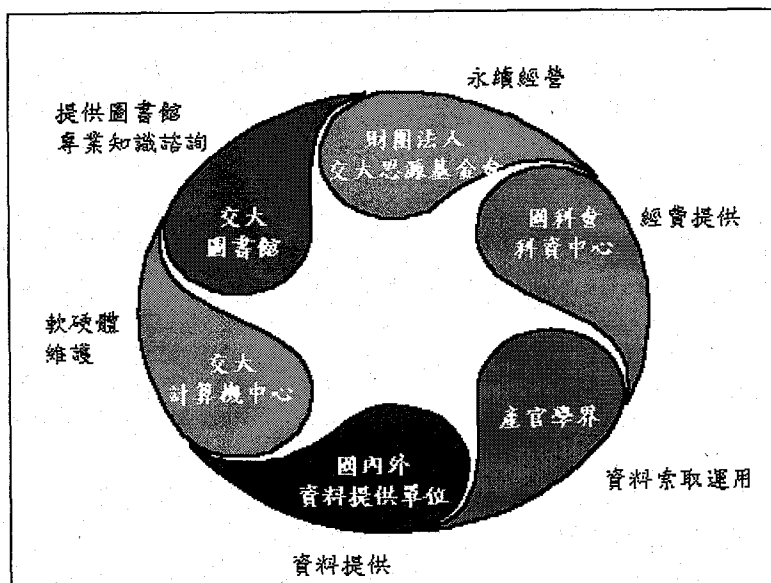 永續經營
財團法人
交大思源基金會
國科會
科資中心
經費提供
產官學界
資料索取運用
國內外
資料提供單位
資料提供
交大
計算機中心
軟硬體
維護
交大
圖書館
提供圖書館
專業知識諮詢